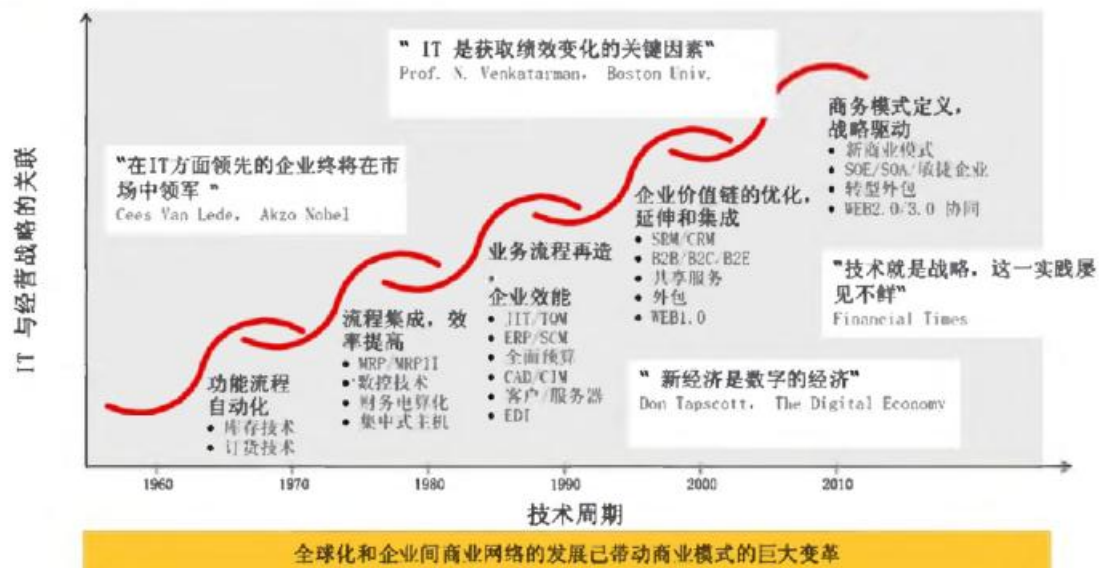 " IT 是获取绩效变化的关键因素"
Prof. N. Venkatarman, Boston Univ.
"在IT方面领先的企业终将在市
场中领军 "
Cees Van Lede, Akzo Nobel
IT 与经营战略的关联
功能流程
自动化
• 库存技术
• 订货技术
流程集成，效
率提高
• MRP/MRPII
• 数控技术
• 财务电算化
• 集中式主机
业务流程再造
企业效能
• JIT/TQM
• ERP/SCM
• 全面预算
• CAD/CIM
• 客户/服务器
• EDI
企业价值链的优化，
延伸和集成
• SRM/CRM
• B2B/B2C/B2E
• 共享服务
• 外包
• WEB1.0
商务模式定义，
战略驱动
• 新商业模式
• SOE/SOA/敏捷企业
• 转型外包
• WEB2.0/3.0 协同
"技术就是战略，这一实践屡
见不鲜"
Financial Times
" 新经济是数字的经济"
Don Tapscott, The Digital Economy
1960 1970 1980 1990 2000 2010
技术周期
全球化和企业间商业网络的发展已带动商业模式的巨大变革